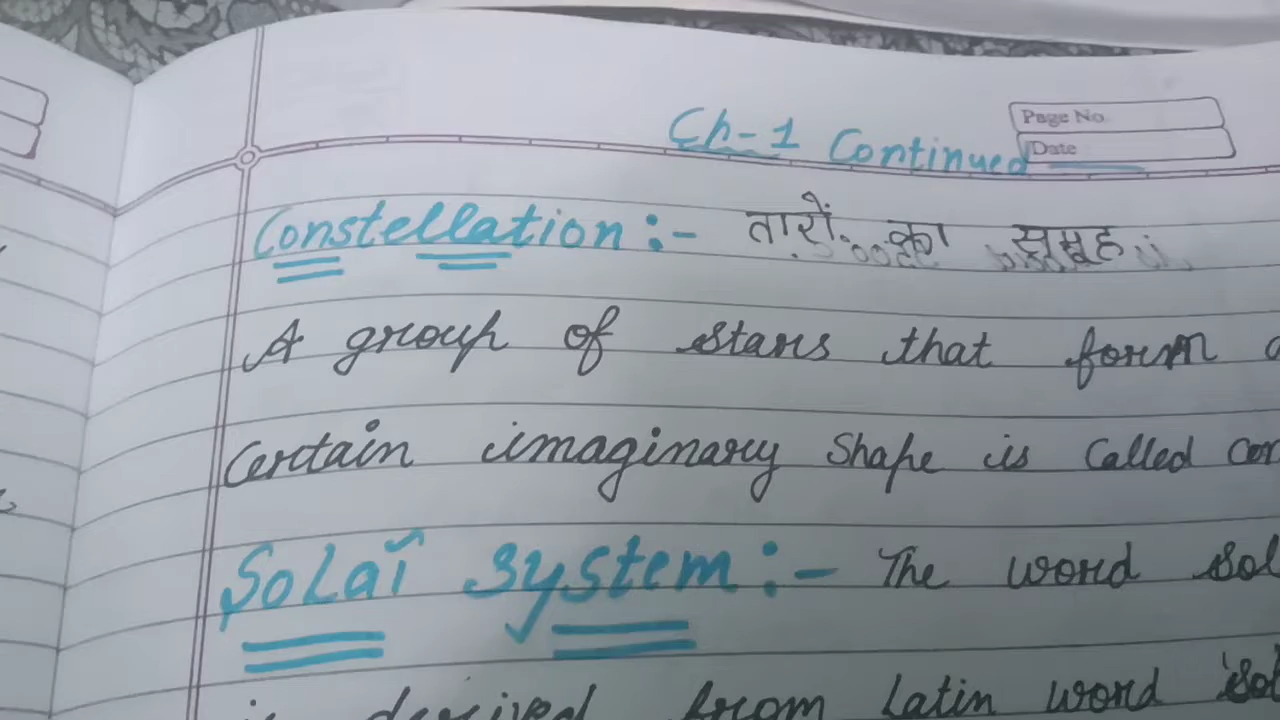 Ch-1 Continued
Page No.
Date
Constellation :- तारों का समूह
A group of stars that form
Certain imaginary Shape is Called
Solar System :- The word
is derived from Latin word